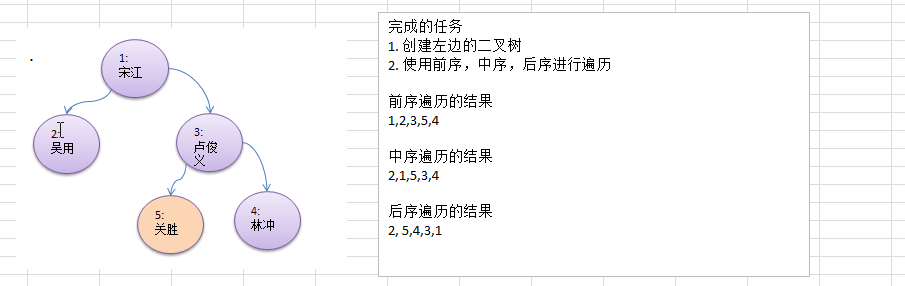 1:
宋江
2:
吴用
3:
卢俊
义
5:
关胜
4:
林冲
完成的任务
1. 创建左边的二叉树
2. 使用前序，中序，后序进行遍历
前序遍历的结果
1,2,3,5,4
中序遍历的结果
2,1,5,3,4
后序遍历的结果
2, 5,4,3,1